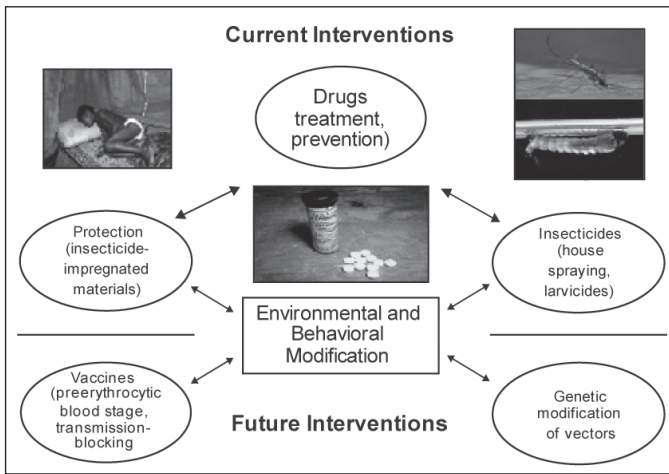 Current Interventions
Drugs
treatment,
prevention)
Protection
(insecticide-
impregnated
materials)
Insecticides
(house
spraying,
larvicides)
Environmental and
Behavioral
Modification
Vaccines
(preerythrocytic
blood stage,
transmission-
blocking
Genetic
modification
of vectors
Future Interventions